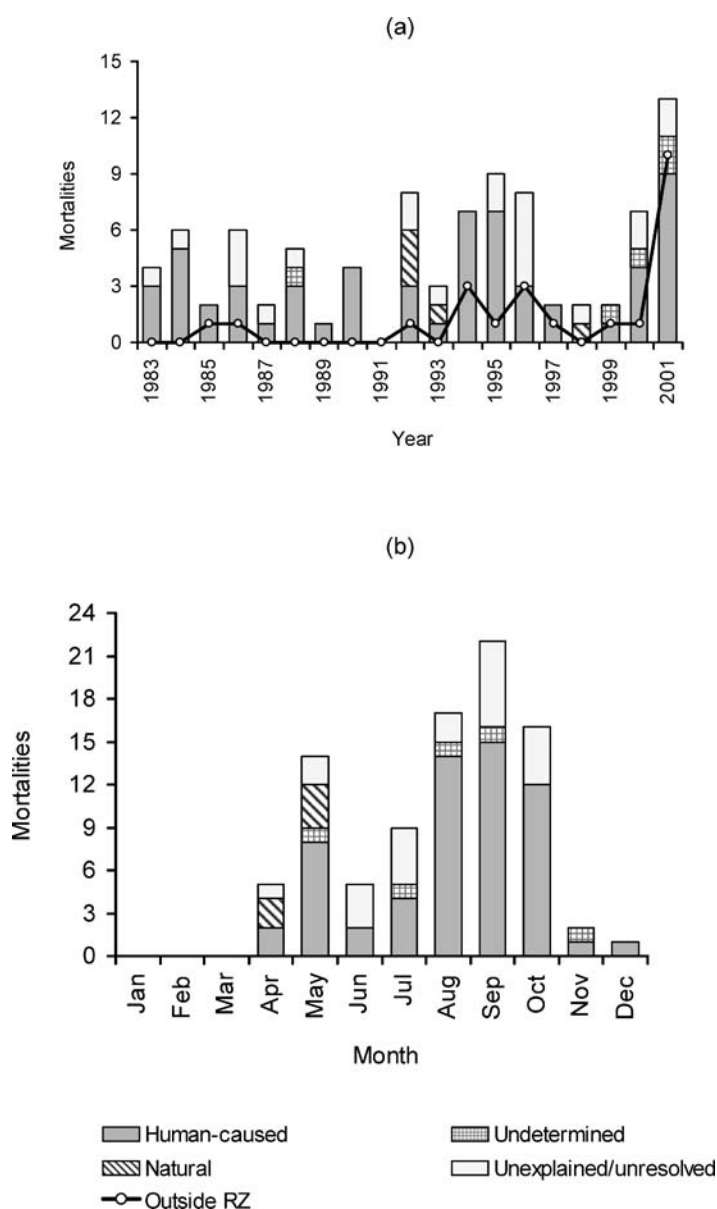 (a)
Mortalities
15
12
9
6
3
0
1983
1985
1987
1989
1991
1993
1995
1997
1999
2001
Year
(b)
Mortalities
24
21
18
15
12
9
6
3
0
Jan
Feb
Mar
Apr
May
Jun
Jul
Aug
Sep
Oct
Nov
Dec
Month
Human-caused
Undetermined
Natural
Unexplained/unresolved
Outside RZ